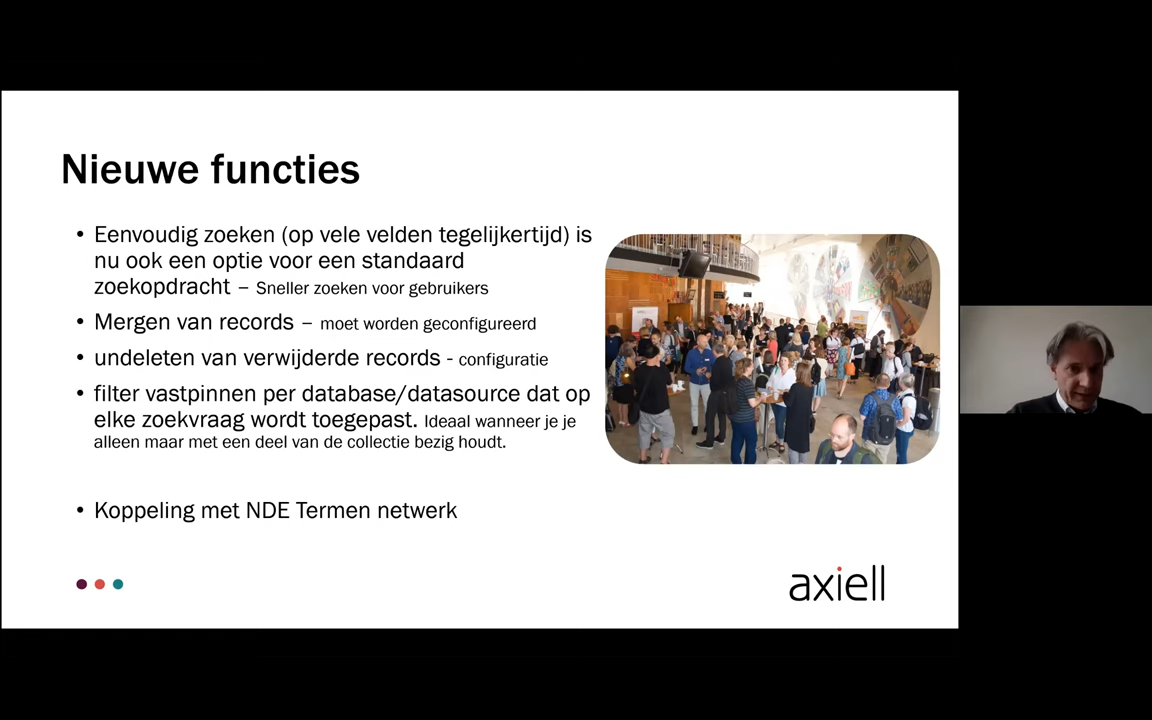 Nieuwe functies
• Eenvoudig zoeken (op vele velden tegelijkertijd) is
nu ook een optie voor een standaard
zoekopdracht – Sneller zoeken voor gebruikers
• Mergen van records – moet worden geconfigureerd
• undeleten van verwijderde records - configuratie
• filter vastpinnen per database/datasource dat op
elke zoekvraag wordt toegepast. Ideaal wanneer je je
alleen maar met een deel van de collectie bezig houdt.
• Koppeling met NDE Termen netwerk
axiell